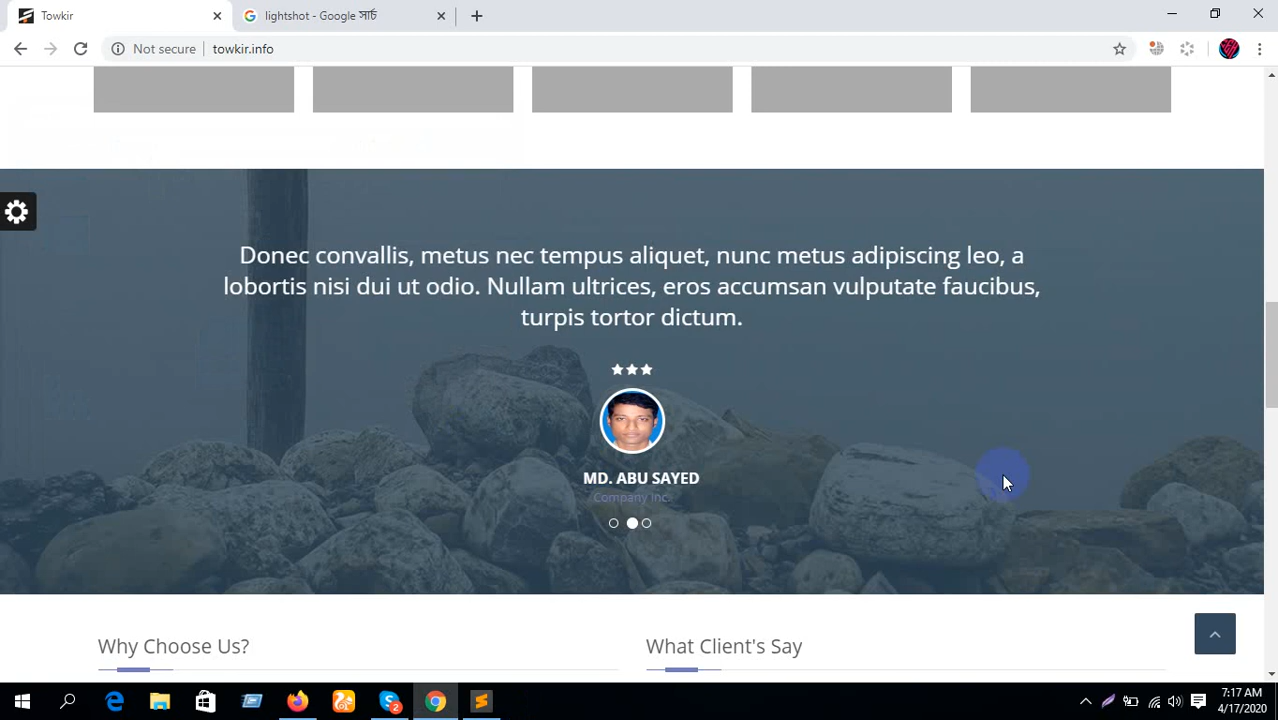 Towkir
lightshot - Google সার্চ
Not secure
towkir.info
Donec convallis, metus nec tempus aliquet, nunc metus adipiscing leo, a
lobortis nisi dui ut odio. Nullam ultrices, eros accumsan vulputate faucibus,
turpis tortor dictum.
MD. ABU SAYED
Company Inc.
Why Choose Us?
What Client's Say
2
7:17 AM
4/17/2020